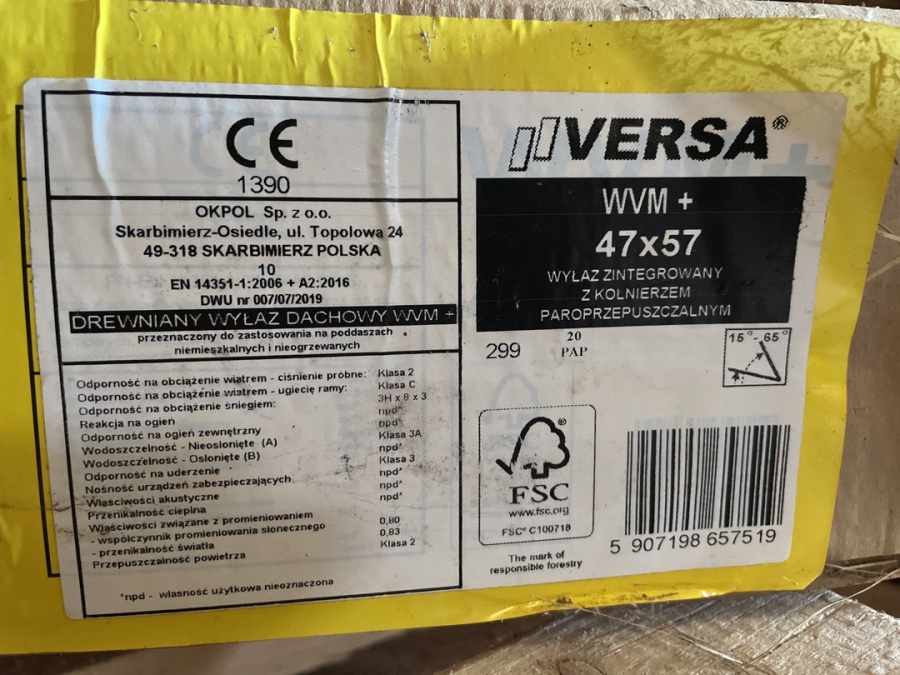 CE
1390
OKPOL Sp. z o.o.
Skarbimierz-Osiedle, ul. Topolowa 24
49-318 SKARBIMIERZ POLSKA
10
EN 14351-1:2006 + A2:2016
DWU nr 007/07/2019
DREWNIANY WYŁAZ DACHOWY WVM +
przeznaczony do zastosowania na poddaszach
niemieszkalnych i nieogrzewanych
Odporność na obciążenie wiatrem - ciśnienie próbne: Klasa 2
Odporność na obciążenie wiatrem - ugięcie ramy: Klasa C
Odporność na obciążenie śniegiem: 3H x 8 x 3
Reakcja na ogień npd*
Odporność na ogień zewnętrzny npd*
Wodoszczelność - Nieosłonięte (A) Klasa 3A
Wodoszczelność - Osłonięte (B) npd*
Odporność na uderzenie Klasa 3
Nośność urządzeń zabezpieczających npd*
Właściwości akustyczne npd*
Przenikalność cieplna npd*
Właściwości związane z promieniowaniem
- współczynnik promieniowania słonecznego 0,80
- przenikalność światła 0,83
Przepuszczalność powietrza Klasa 2
*npd - własność użytkowa nieoznaczona
VERSA®
WVM +
47x57
WYŁAZ ZINTEGROWANY
Z KOŁNIERZEM
PAROPRZEPUSZCZALNYM
299
20
PAP
15° - 65°
FSC
www.fsc.org
FSC® C100718
The mark of
responsible forestry
5 907198 657519